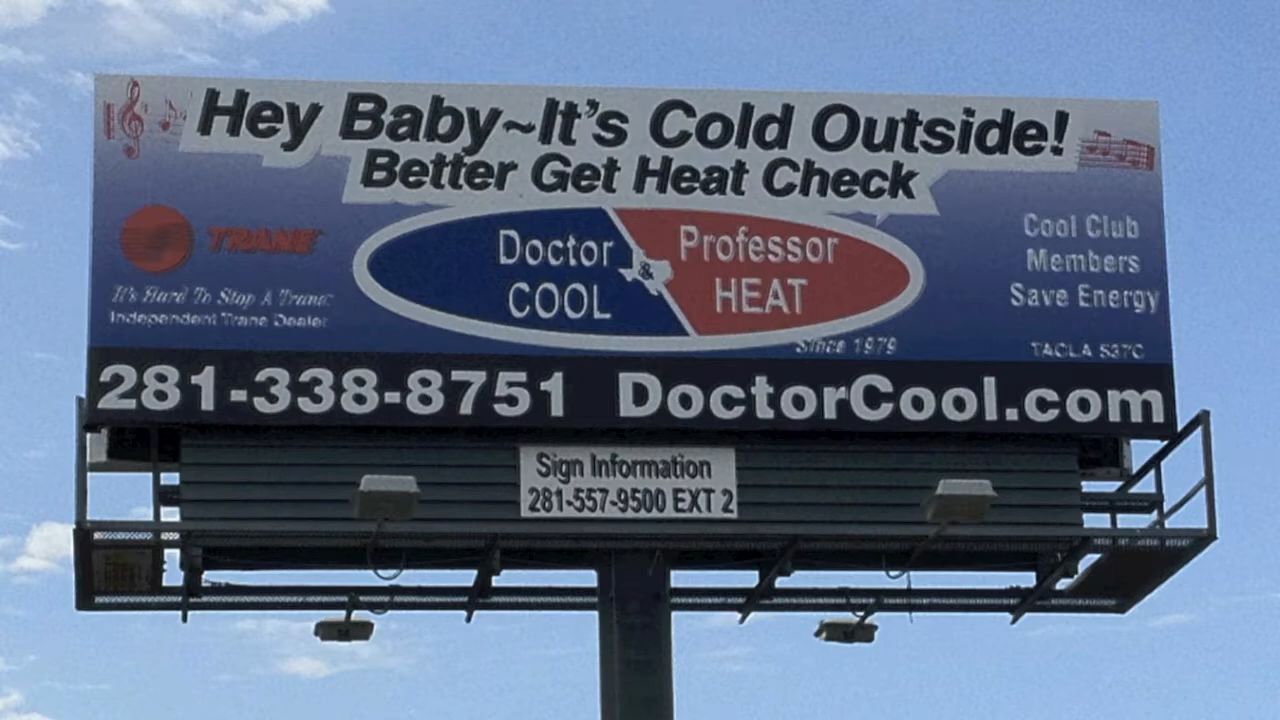 Hey Baby~It's Cold Outside!
Better Get Heat Check
TRANE
It's Hard To Stop A Trane.
Independent Trane Dealer
Doctor
COOL
&
Professor
HEAT
Since 1979
Cool Club
Members
Save Energy
TACLA 537C
281-338-8751 DoctorCool.com
Sign Information
281-557-9500 EXT 2